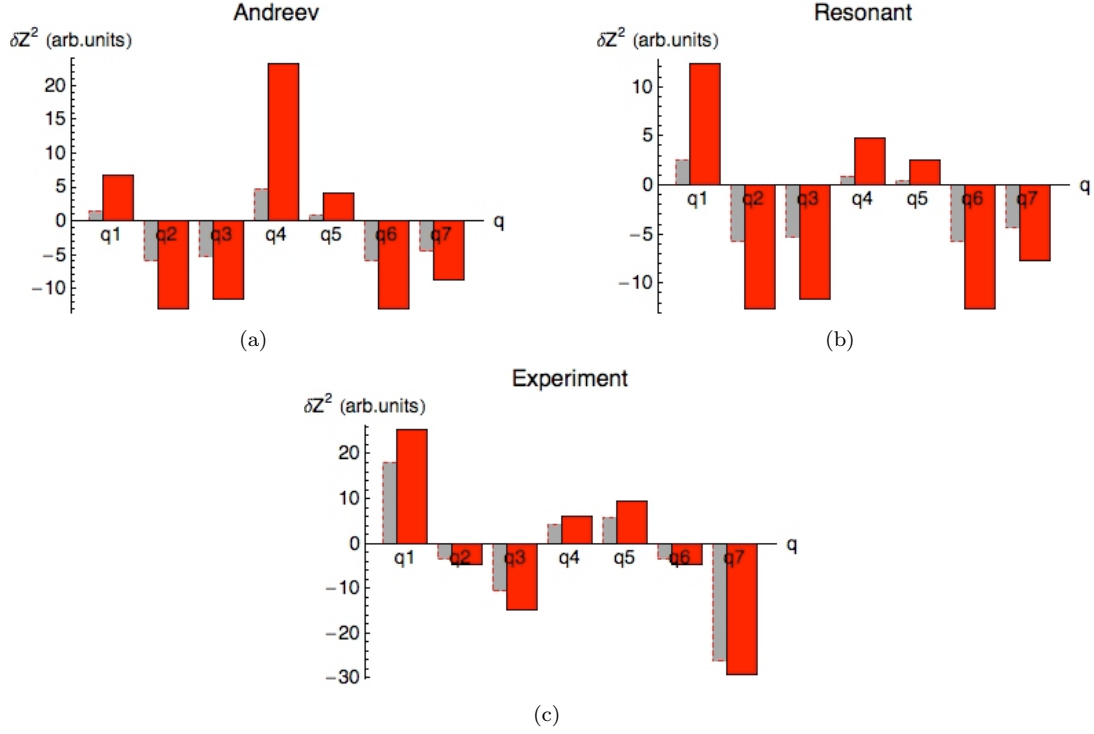 Andreev
δZ² (arb.units)
20
15
10
5
0
−5
−10
q1 q2 q3 q4 q5 q6 q7
q
(a)
Resonant
δZ² (arb.units)
10
5
0
−5
−10
q1 q2 q3 q4 q5 q6 q7
q
(b)
Experiment
δZ² (arb.units)
20
10
0
−10
−20
−30
q1 q2 q3 q4 q5 q6 q7
q
(c)